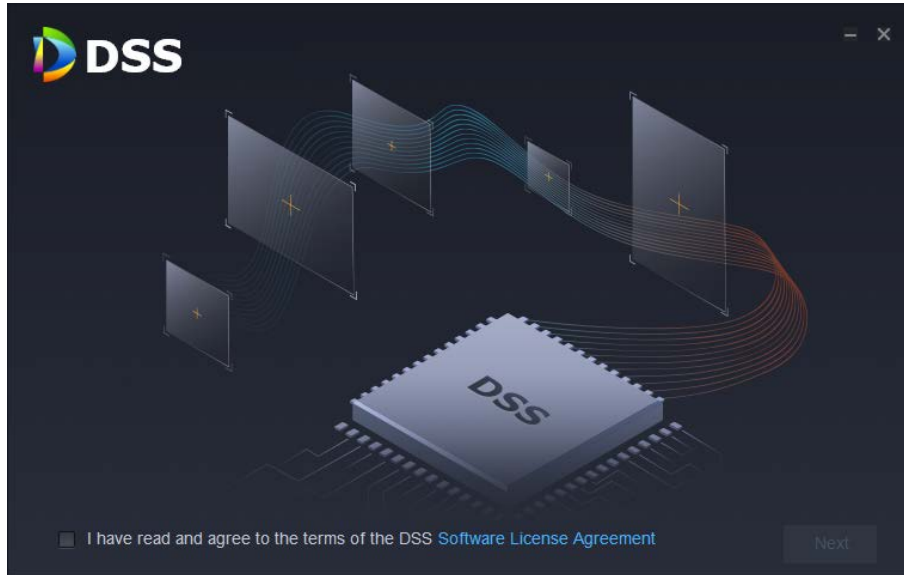 DSS
DSS
I have read and agree to the terms of the DSS Software License Agreement
Next